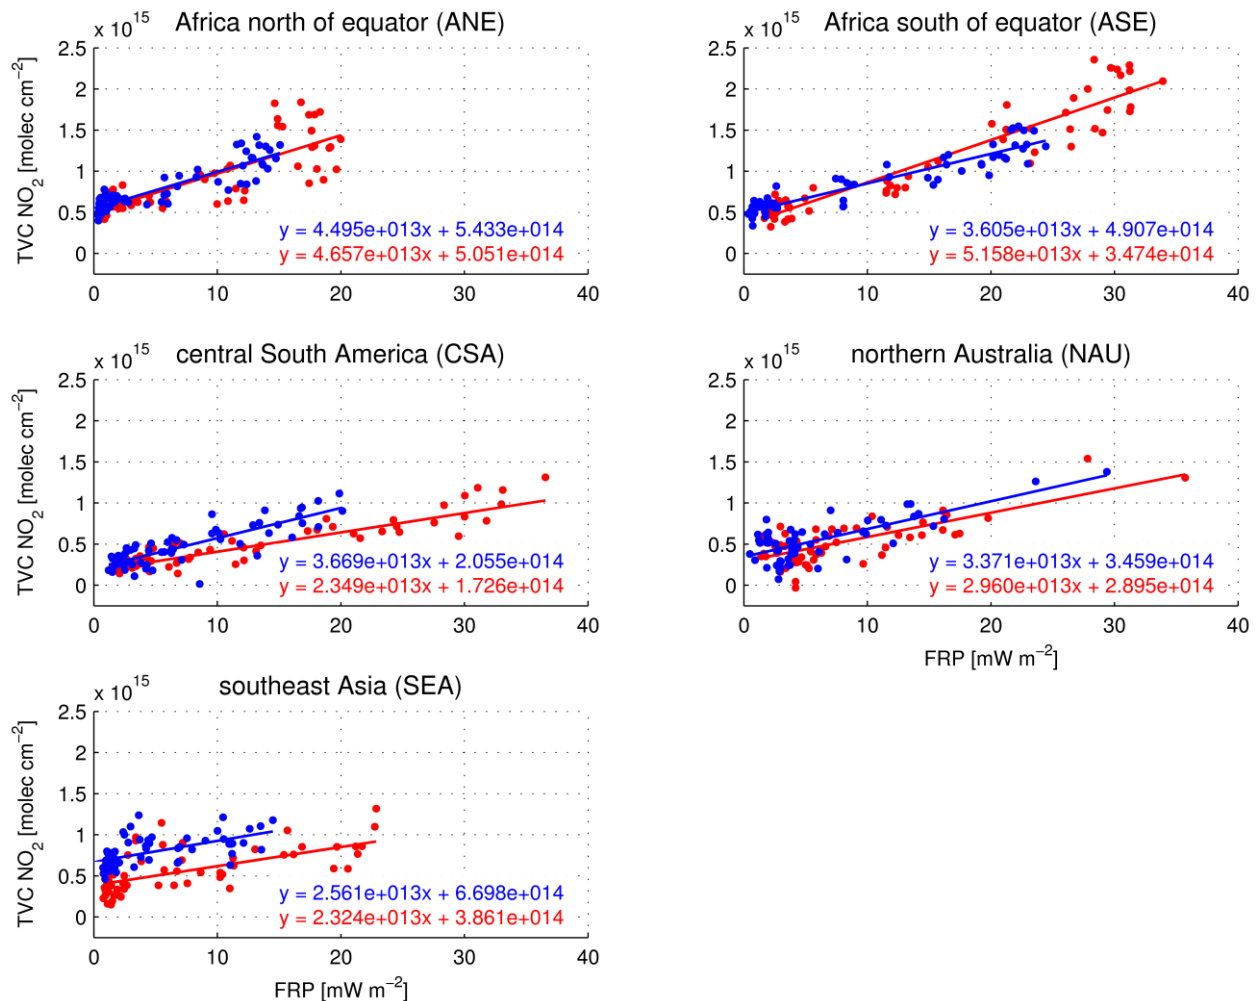 Africa north of equator (ANE)
x 10^15
2.5
2
1.5
1
0.5
0
TVC NO2 [molec cm−2]
y = 4.495e+013x + 5.433e+014
y = 4.657e+013x + 5.051e+014
0 10 20 30 40
Africa south of equator (ASE)
x 10^15
2.5
2
1.5
1
0.5
0
y = 3.605e+013x + 4.907e+014
y = 5.158e+013x + 3.474e+014
0 10 20 30 40
central South America (CSA)
x 10^15
2.5
2
1.5
1
0.5
0
TVC NO2 [molec cm−2]
y = 3.669e+013x + 2.055e+014
y = 2.349e+013x + 1.726e+014
0 10 20 30 40
northern Australia (NAU)
x 10^15
2.5
2
1.5
1
0.5
0
y = 3.371e+013x + 3.459e+014
y = 2.960e+013x + 2.895e+014
0 10 20 30 40
FRP [mW m−2]
southeast Asia (SEA)
x 10^15
2.5
2
1.5
1
0.5
0
TVC NO2 [molec cm−2]
y = 2.561e+013x + 6.698e+014
y = 2.324e+013x + 3.861e+014
0 10 20 30 40
FRP [mW m−2]